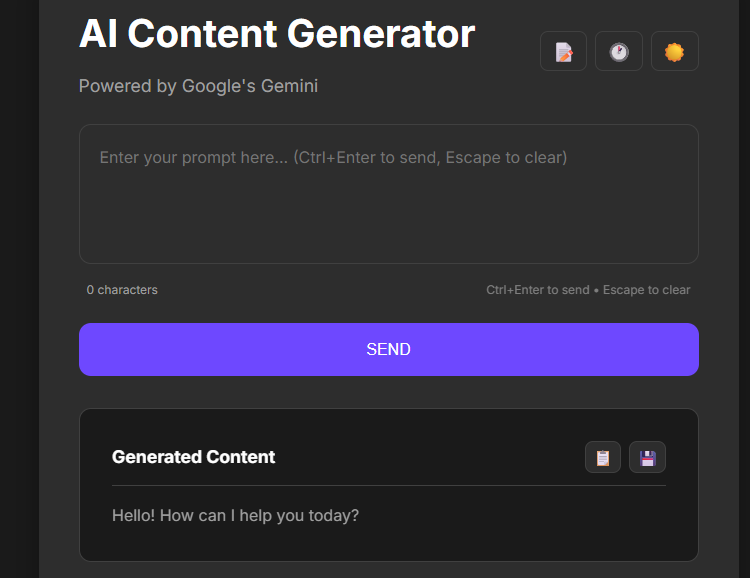 AI Content Generator
Powered by Google's Gemini
Enter your prompt here... (Ctrl+Enter to send, Escape to clear)
0 characters
Ctrl+Enter to send • Escape to clear
SEND
Generated Content
Hello! How can I help you today?